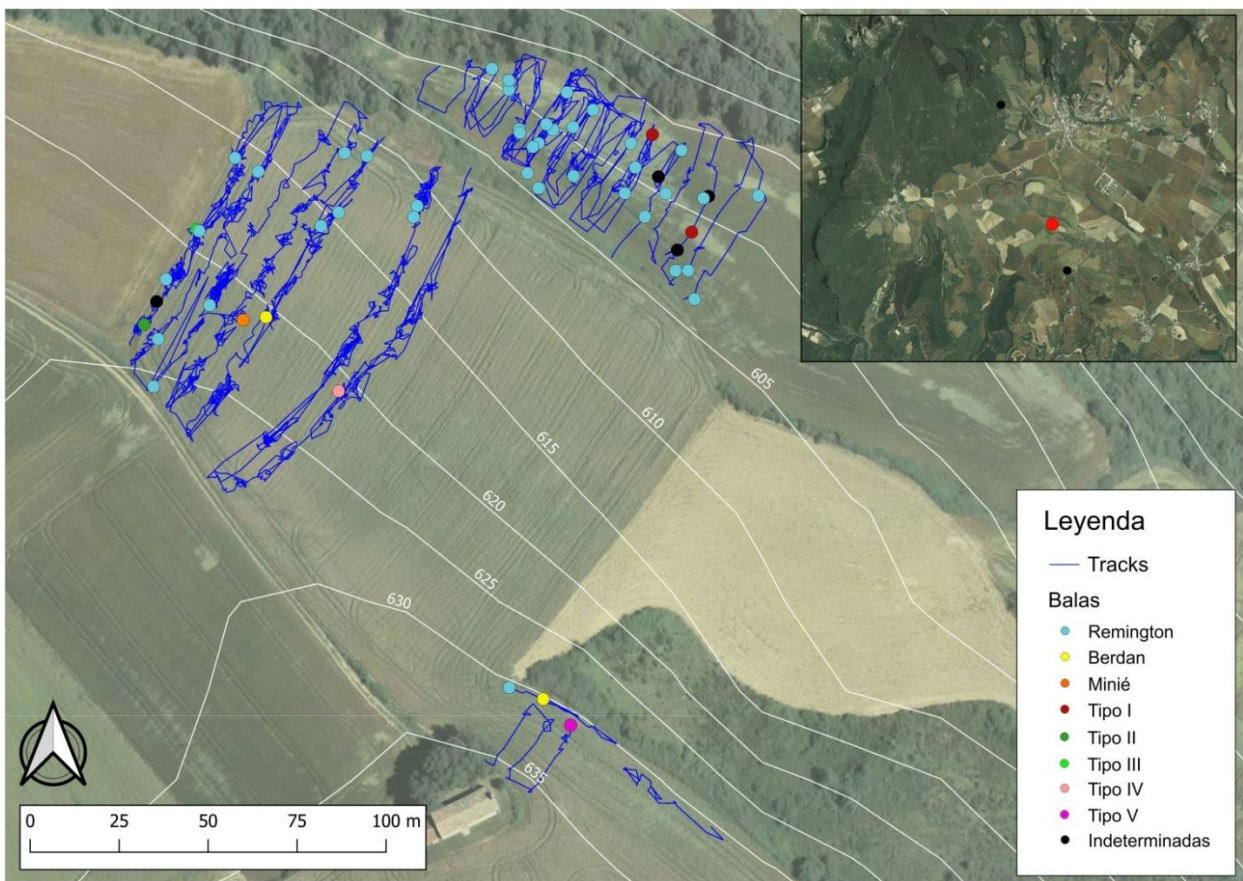 605
610
615
620
625
630
635
Leyenda
Tracks
Balas
Remington
Berdan
Minié
Tipo I
Tipo II
Tipo III
Tipo IV
Tipo V
Indeterminadas
0 25 50 75 100 m